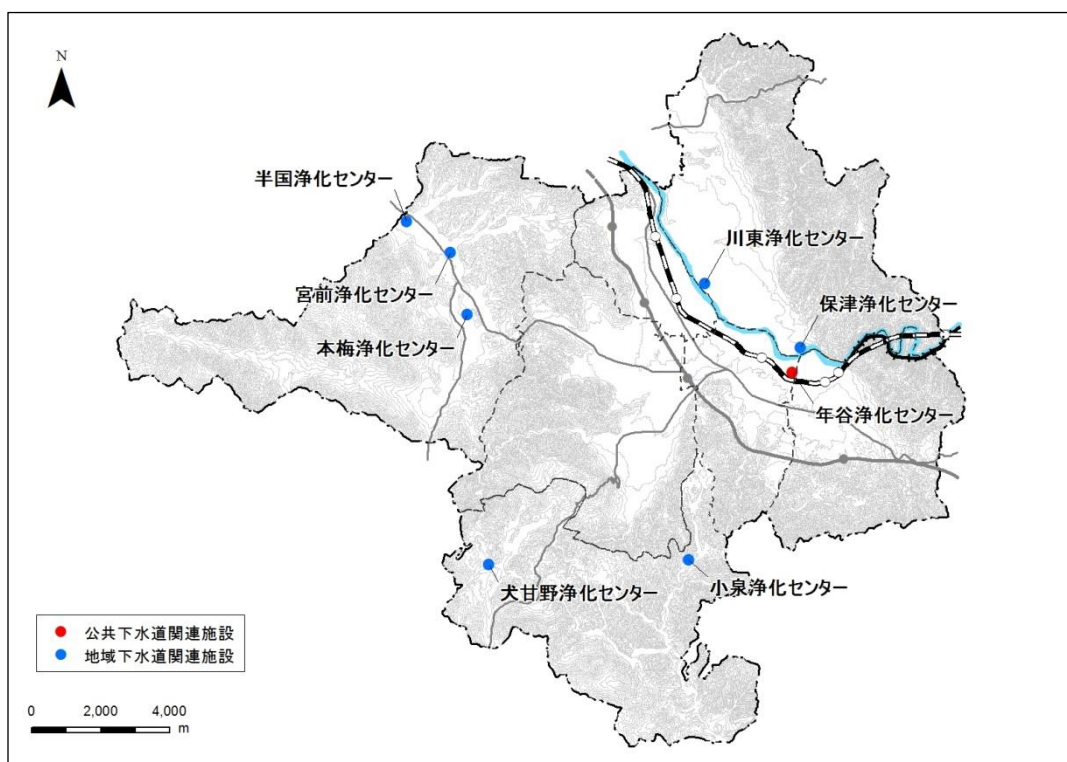 N
半国浄化センター
川東浄化センター
宮前浄化センター
保津浄化センター
本梅浄化センター
年谷浄化センター
犬甘野浄化センター
小泉浄化センター
公共下水道関連施設
地域下水道関連施設
0 2,000 4,000
m